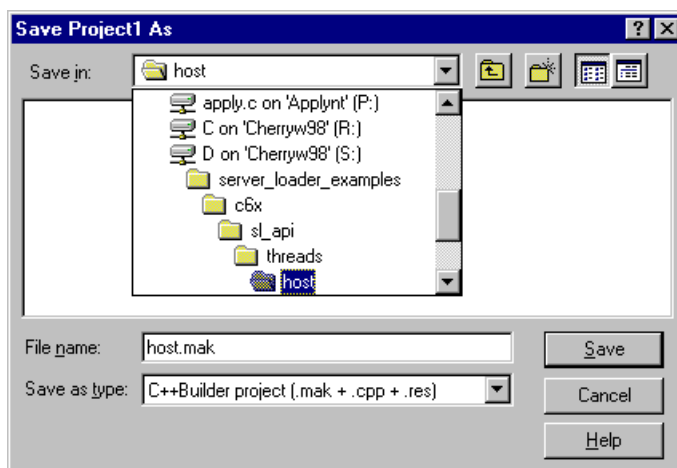 Save Project1 As
Save in: host
apply.c on 'Applynt' (P:)
C on 'Cherryw98' (R:)
D on 'Cherryw98' (S:)
server_loader_examples
c6x
sl_api
threads
host
File name: host.mak Save
Save as type: C++Builder project (.mak + .cpp + .res) Cancel
Help